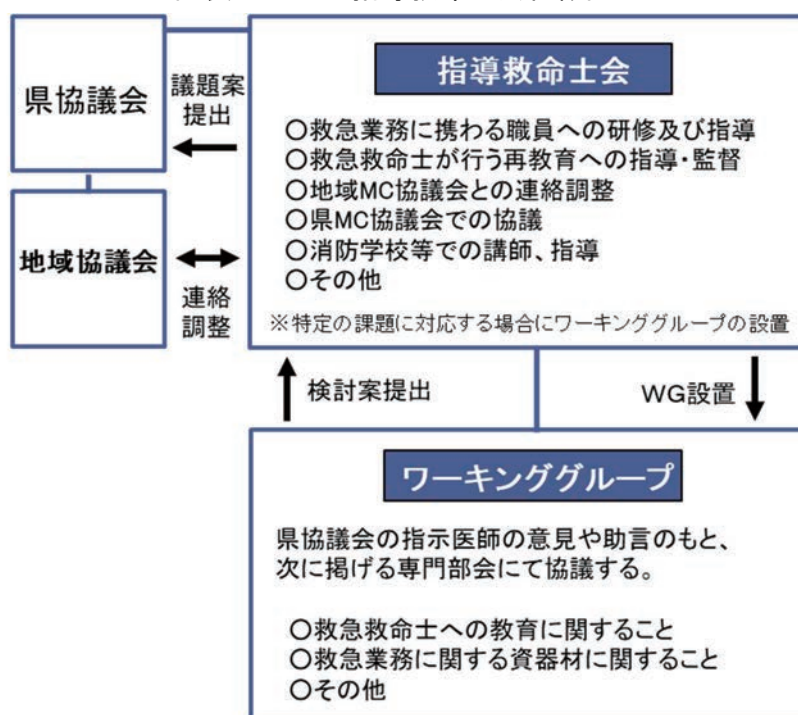 県協議会
議題案
提出
地域協議会
連絡
調整
指導救命士会
○救急業務に携わる職員への研修及び指導
○救急救命士が行う再教育への指導・監督
○地域MC協議会との連絡調整
○県MC協議会での協議
○消防学校等での講師、指導
○その他
※特定の課題に対応する場合にワーキンググループの設置
検討案提出
WG設置
ワーキンググループ
県協議会の指示医師の意見や助言のもと、
次に掲げる専門部会にて協議する。
○救急救命士への教育に関すること
○救急業務に関する資器材に関すること
○その他